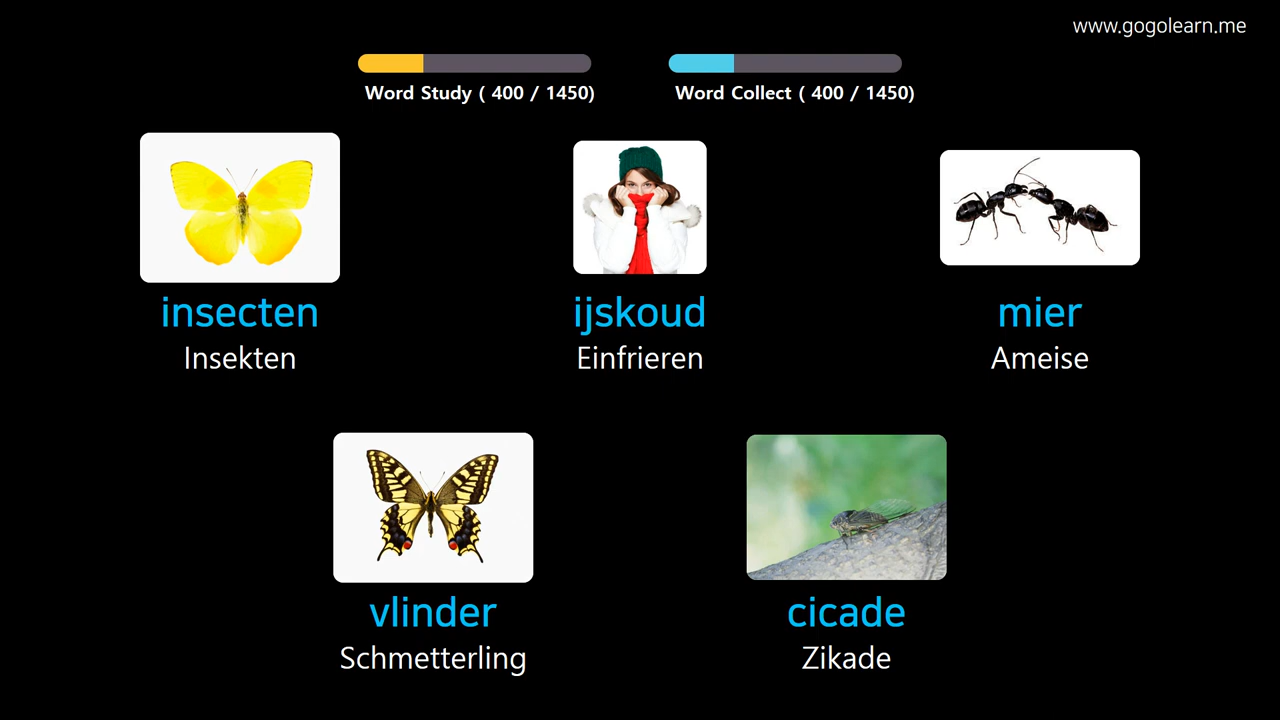 www.gogolearn.me
Word Study ( 400 / 1450)
Word Collect ( 400 / 1450)
insecten
Insekten
ijskoud
Einfrieren
mier
Ameise
vlinder
Schmetterling
cicade
Zikade